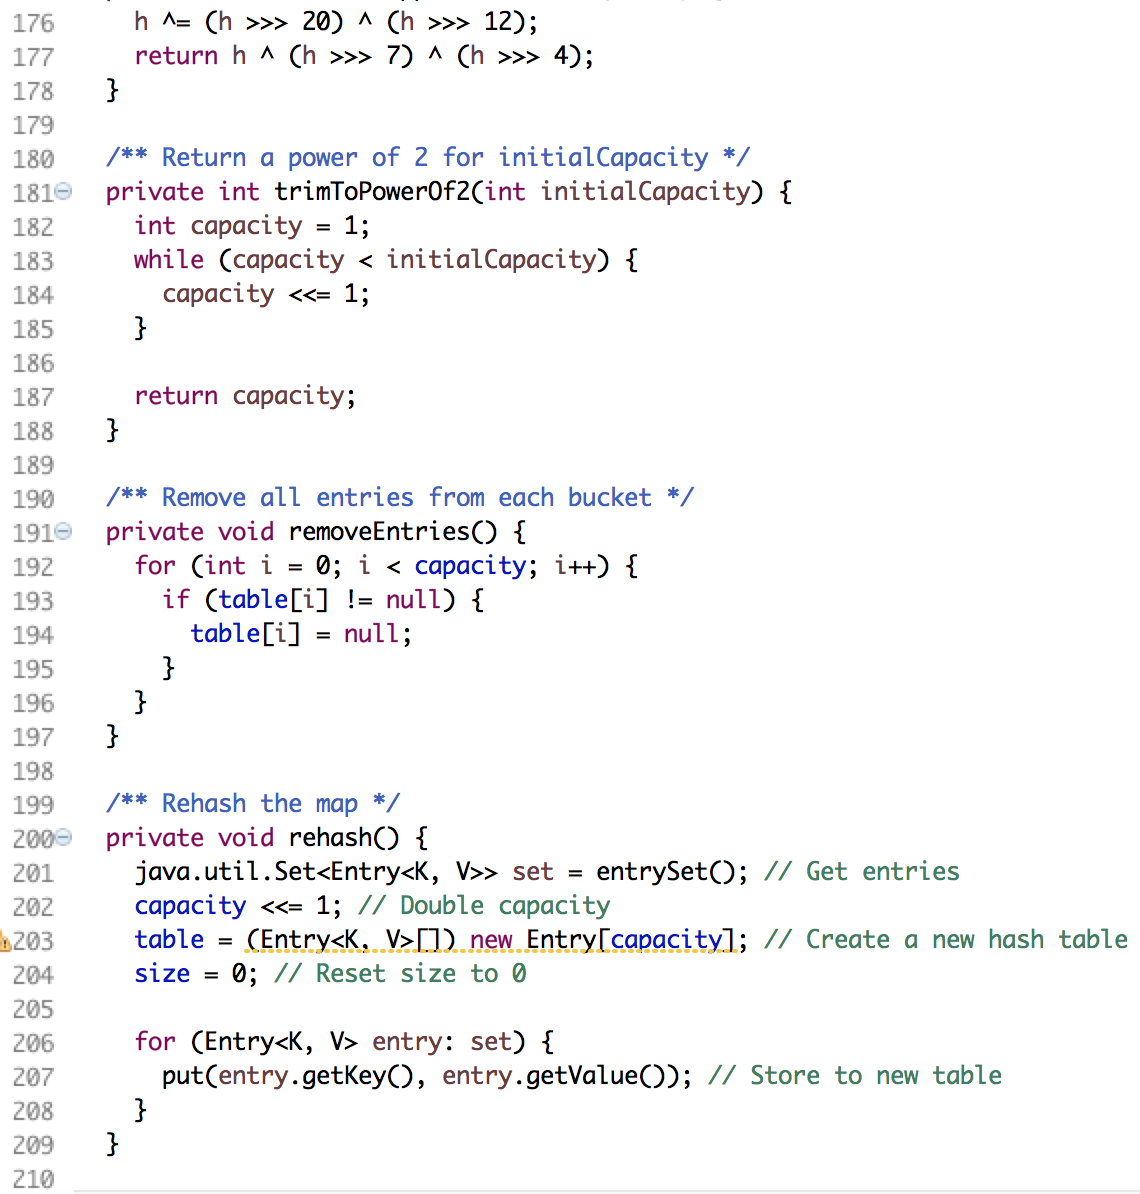 176 h ^= (h >>> 20) ^ (h >>> 12);
177 return h ^ (h >>> 7) ^ (h >>> 4);
178 }
179
180 /** Return a power of 2 for initialCapacity */
181 private int trimToPowerOf2(int initialCapacity) {
182 int capacity = 1;
183 while (capacity < initialCapacity) {
184 capacity <<= 1;
185 }
186
187 return capacity;
188 }
189
190 /** Remove all entries from each bucket */
191 private void removeEntries() {
192 for (int i = 0; i < capacity; i++) {
193 if (table[i] != null) {
194 table[i] = null;
195 }
196 }
197 }
198
199 /** Rehash the map */
200 private void rehash() {
201 java.util.Set<Entry<K, V>> set = entrySet(); // Get entries
202 capacity <<= 1; // Double capacity
203 table = (Entry<K, V>[]) new Entry[capacity]; // Create a new hash table
204 size = 0; // Reset size to 0
205
206 for (Entry<K, V> entry: set) {
207 put(entry.getKey(), entry.getValue()); // Store to new table
208 }
209 }
210